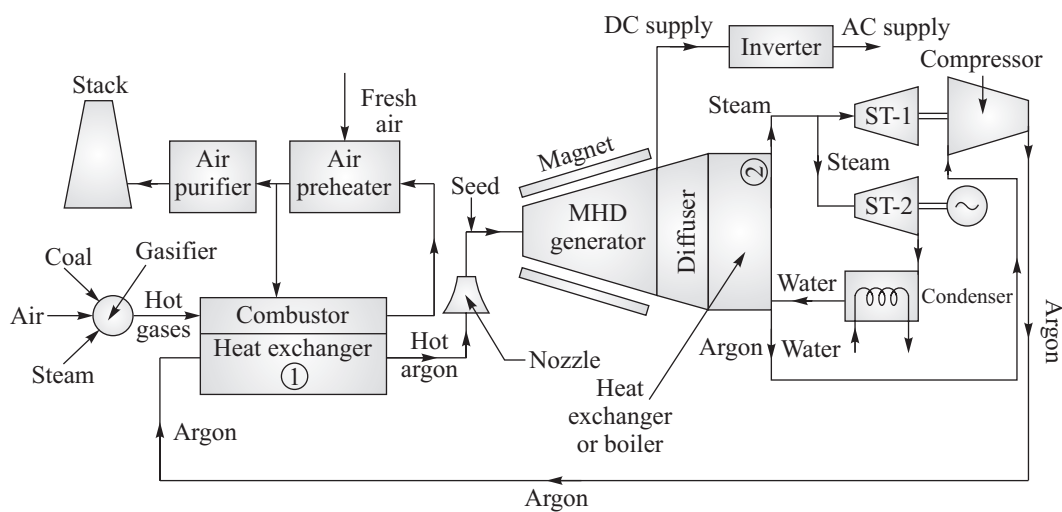 DC supply
AC supply
Inverter
Compressor
Stack
Fresh
air
Steam
ST-1
Air
purifier
Air
preheater
Magnet
Steam
Seed
2
ST-2
MHD
generator
Diffuser
Coal
Gasifier
Air
Hot
gases
Combustor
Water
Condenser
Steam
Heat exchanger
1
Hot
argon
Nozzle
Argon
Water
Argon
Heat
exchanger
or boiler
Argon
Argon